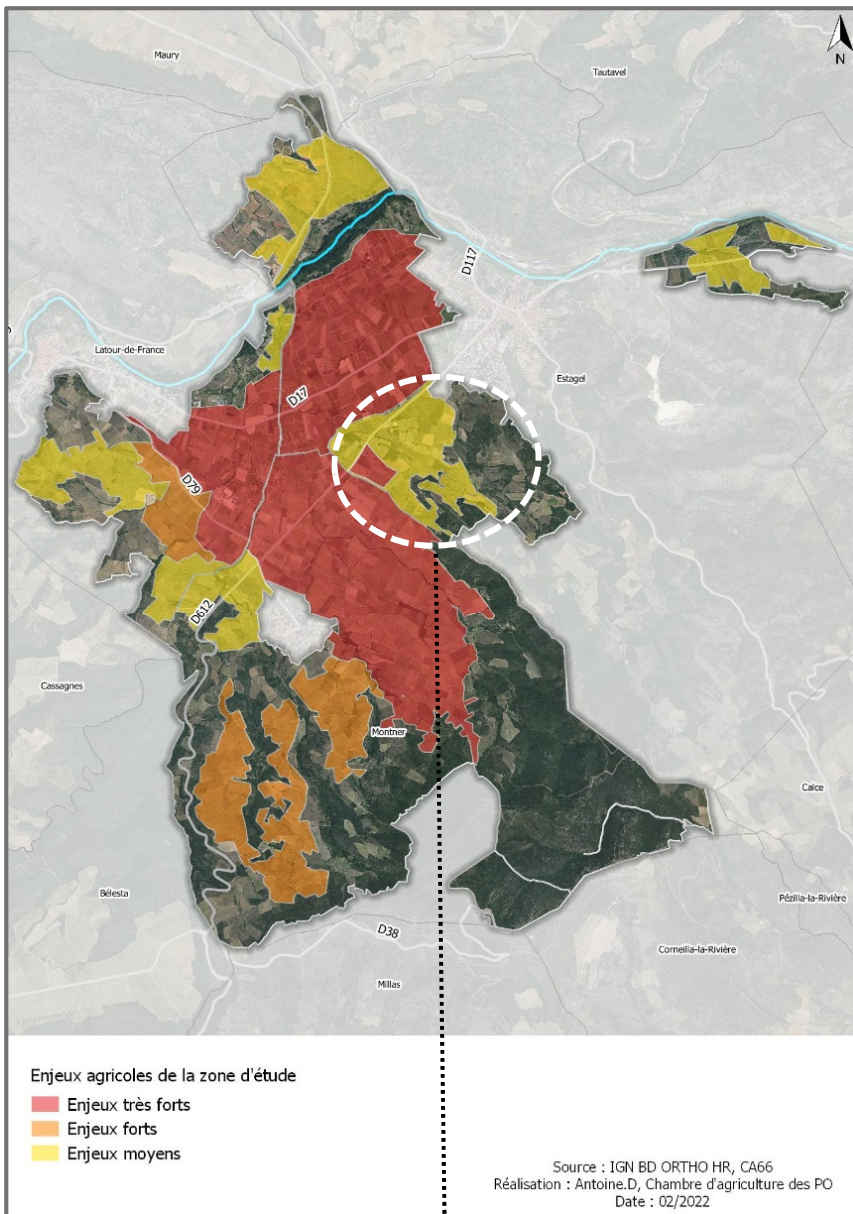 Maury
Tautavel
N
D117
Latour-de-France
Estagel
D17
D79
D612
Cassagnes
Montner
Calce
Bélesta
Pézilla-la-Rivière
D38
Corneilla-la-Rivière
Millas
Enjeux agricoles de la zone d'étude
Enjeux très forts
Enjeux forts
Enjeux moyens
Source : IGN BD ORTHO HR, CA66
Réalisation : Antoine.D, Chambre d'agriculture des PO
Date : 02/2022